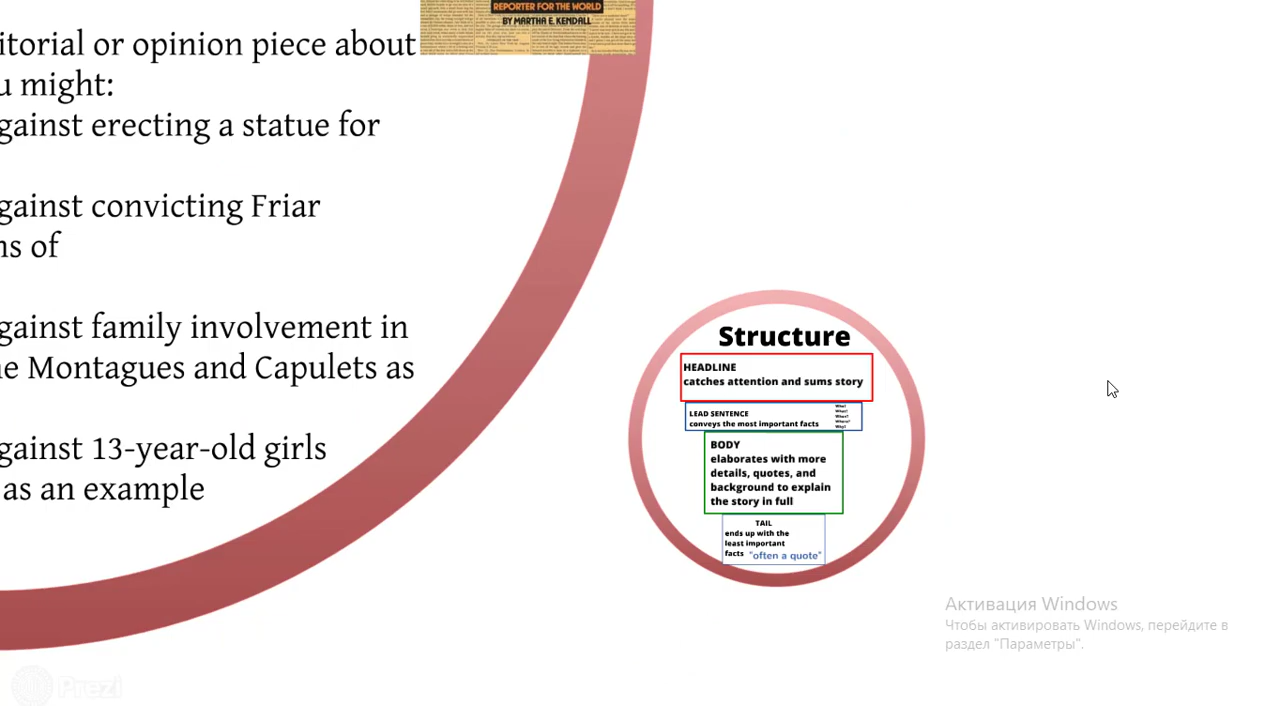 REPORTER FOR THE WORLD
BY MARTHA E. KENDALL
itorial or opinion piece about
u might:
gainst erecting a statue for
gainst convicting Friar
ns of
gainst family involvement in
ne Montagues and Capulets as
gainst 13-year-old girls
as an example
Structure
HEADLINE
catches attention and sums story
LEAD SENTENCE
conveys the most important facts
Who?
What?
Where?
Why?
BODY
elaborates with more
details, quotes, and
background to explain
the story in full
TAIL
ends up with the
least important
facts "often a quote"
Активация Windows
Чтобы активировать Windows, перейдите в
раздел "Параметры".
Prezi